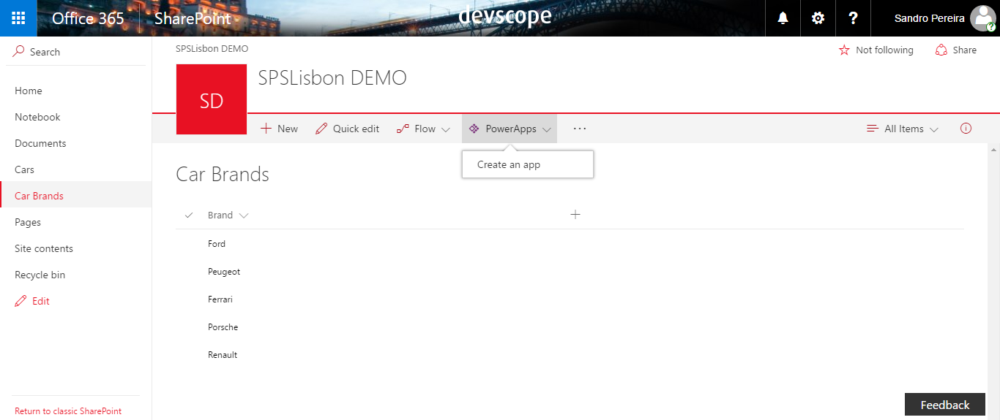 Office 365
SharePoint
devscope
?
Sandro Pereira
?
Search
Home
Notebook
Documents
Cars
Car Brands
Pages
Site contents
Recycle bin
Edit
Return to classic SharePoint
SPSLisbon DEMO
Not following
Share
SD
SPSLisbon DEMO
New
Quick edit
Flow
PowerApps
...
All Items
Create an app
Car Brands
Brand
Ford
Peugeot
Ferrari
Porsche
Renault
Feedback